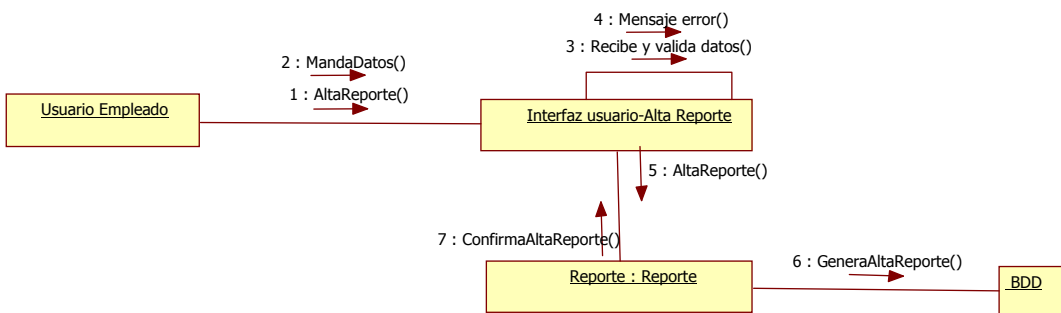 4 : Mensaje error()
3 : Recibe y valida datos()
2 : MandaDatos()
1 : AltaReporte()
Usuario Empleado
Interfaz usuario-Alta Reporte
5 : AltaReporte()
7 : ConfirmaAltaReporte()
6 : GeneraAltaReporte()
Reporte : Reporte
BDD